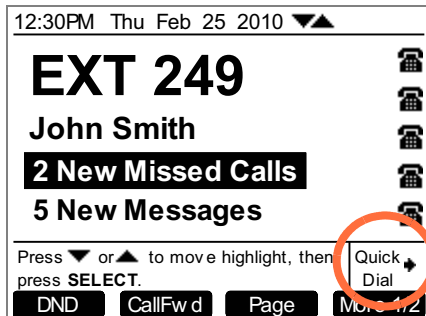 12:30PM Thu Feb 25 2010 ▼▲
EXT 249
John Smith
2 New Missed Calls
5 New Messages
Press ▼ or ▲ to move highlight, then
press SELECT.
Quick
Dial
DND CallFwd Page More 1/2